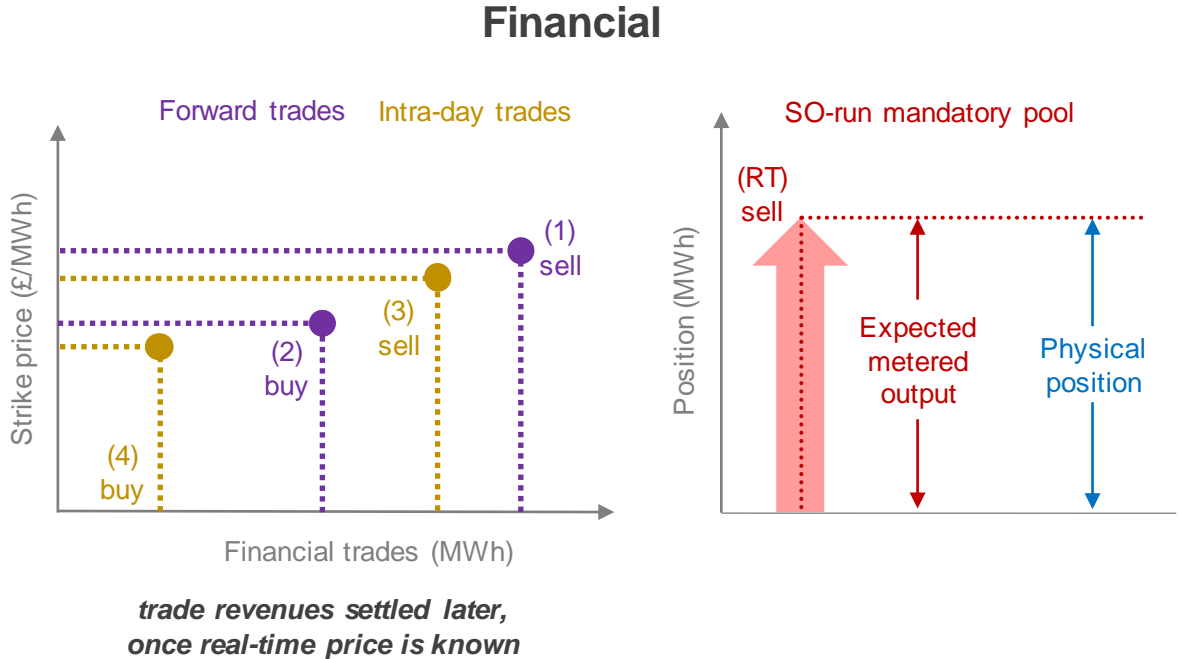 Financial
Forward trades
Intra-day trades
Strike price (£/MWh)
(1)
sell
(3)
sell
(2)
buy
(4)
buy
Financial trades (MWh)
trade revenues settled later,
once real-time price is known
SO-run mandatory pool
Position (MWh)
(RT)
sell
Expected
metered
output
Physical
position